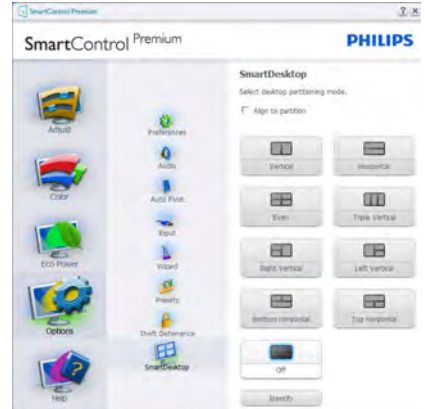 SmartControl Premium
SmartControl Premium
PHILIPS
Adjust
Color
Eco Power
Options
Help
Preferences
Audio
Auto Pivot
Input
Wizard
Presets
Theft Deterrence
SmartDesktop
SmartDesktop
Select desktop partitioning mode.
Align to partition
Vertical
Horizontal
Even
Triple Vertical
Right Vertical
Left Vertical
Bottom Horizontal
Top Horizontal
Off
Identify